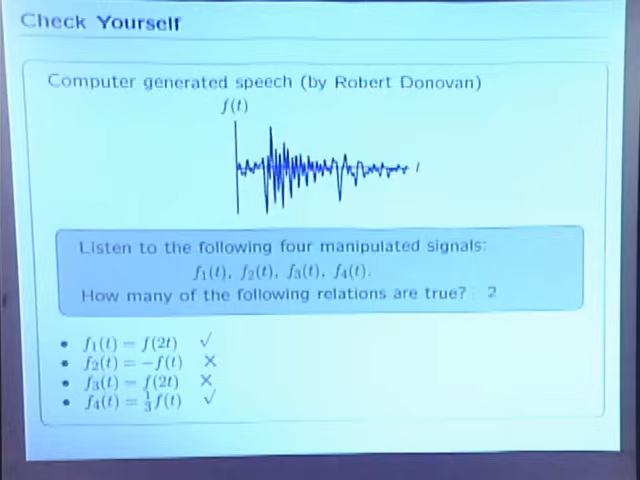 Check Yourself
Computer generated speech (by Robert Donovan)
f(t)
t
Listen to the following four manipulated signals:
f₁(t), f₂(t), f₃(t), f₄(t).
How many of the following relations are true? 2
• f₁(t) = f(2t) ✓
• f₂(t) = −f(t) ✗
• f₃(t) = f(2t) ✗
• f₄(t) = ⅓f(t) ✓